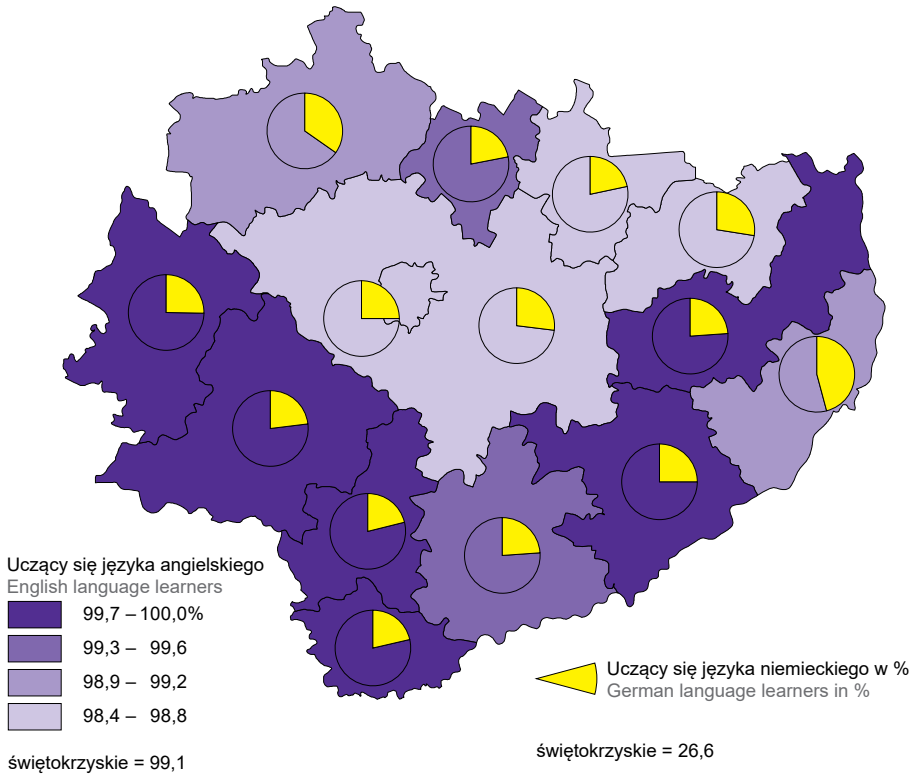 Uczący się języka angielskiego
English language learners
99,7 – 100,0%
99,3 – 99,6
98,9 – 99,2
98,4 – 98,8
świętokrzyskie = 99,1
Uczący się języka niemieckiego w %
German language learners in %
świętokrzyskie = 26,6